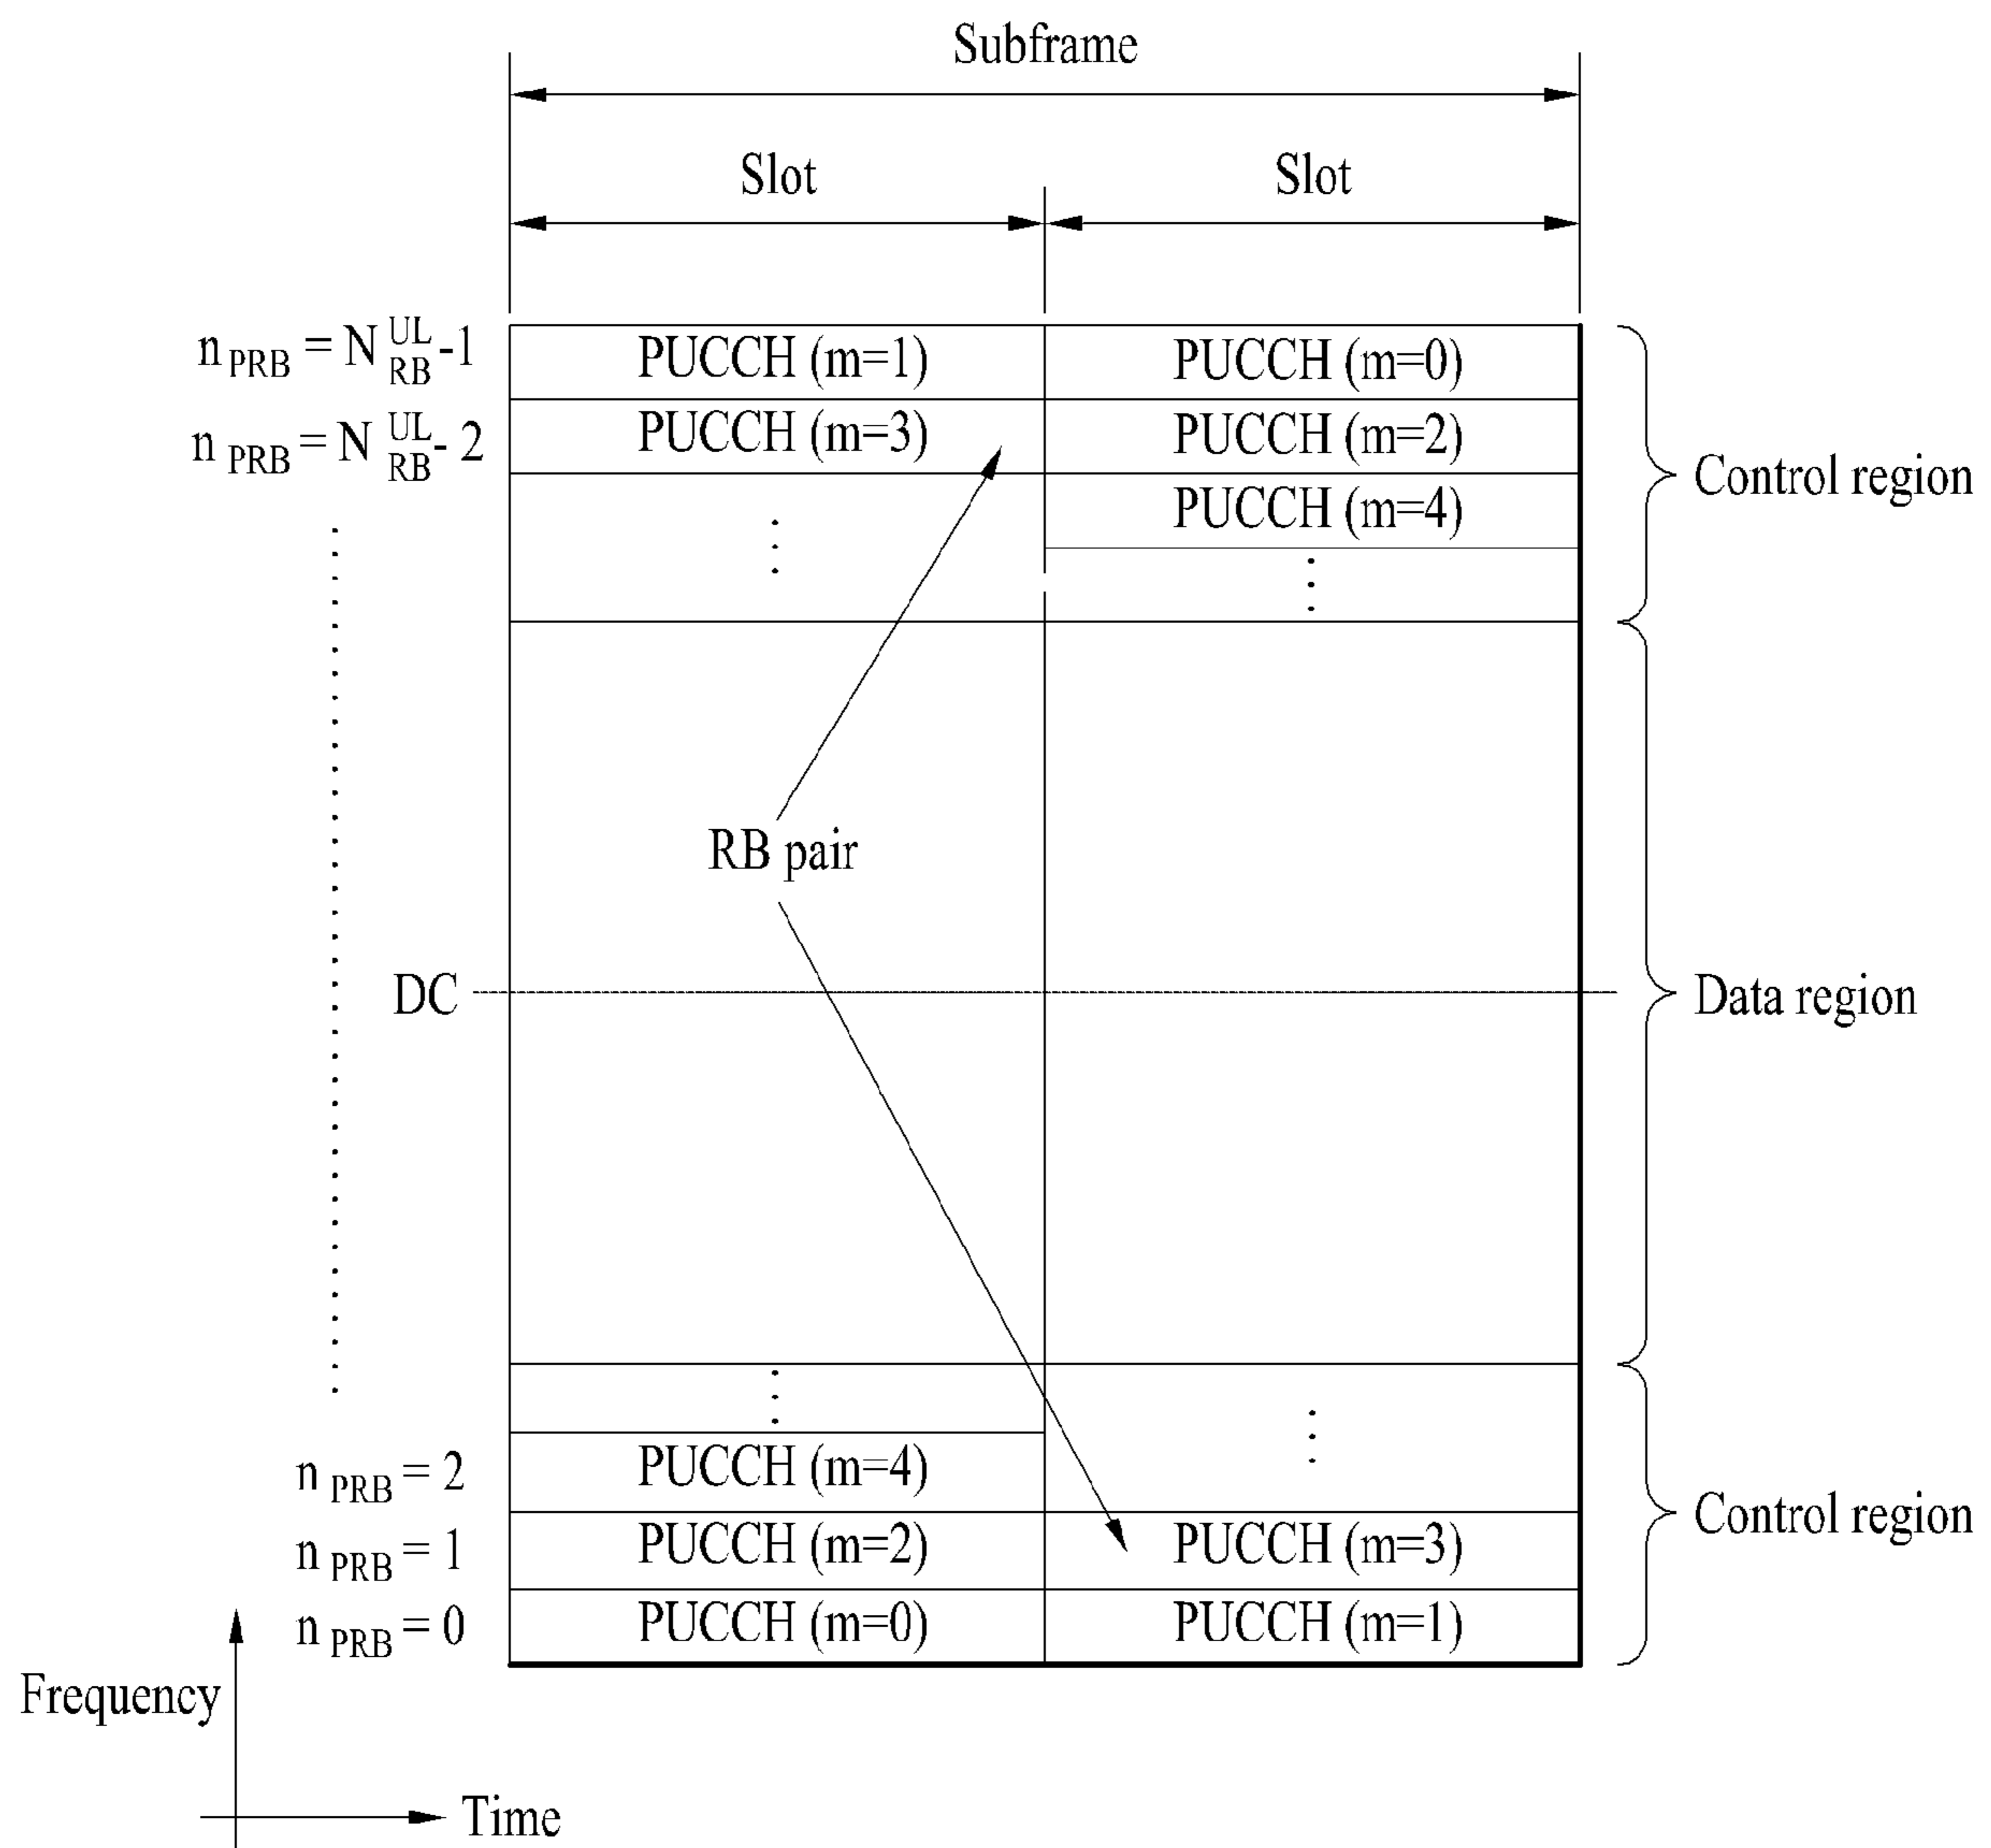 Subframe
Slot Slot
n PRB = N UL RB -1 PUCCH (m=1) PUCCH (m=0)
n PRB = N UL RB - 2 PUCCH (m=3) PUCCH (m=2)
Control region
PUCCH (m=4)
RB pair
DC
Data region
n PRB = 2 PUCCH (m=4)
Control region
n PRB = 1 PUCCH (m=2) PUCCH (m=3)
n PRB = 0 PUCCH (m=0) PUCCH (m=1)
Frequency
Time